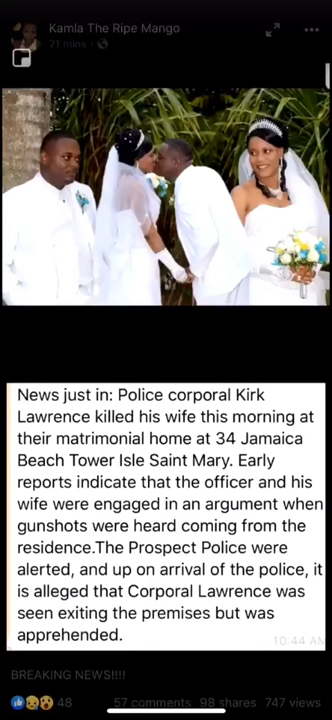 Kamla The Ripe Mango
21 mins ·
News just in: Police corporal Kirk
Lawrence killed his wife this morning at
their matrimonial home at 34 Jamaica
Beach Tower Isle Saint Mary. Early
reports indicate that the officer and his
wife were engaged in an argument when
gunshots were heard coming from the
residence.The Prospect Police were
alerted, and up on arrival of the police, it
is alleged that Corporal Lawrence was
seen exiting the premises but was
apprehended.
10:44 AM
BREAKING NEWS!!!!
48 57 comments 98 shares 747 views